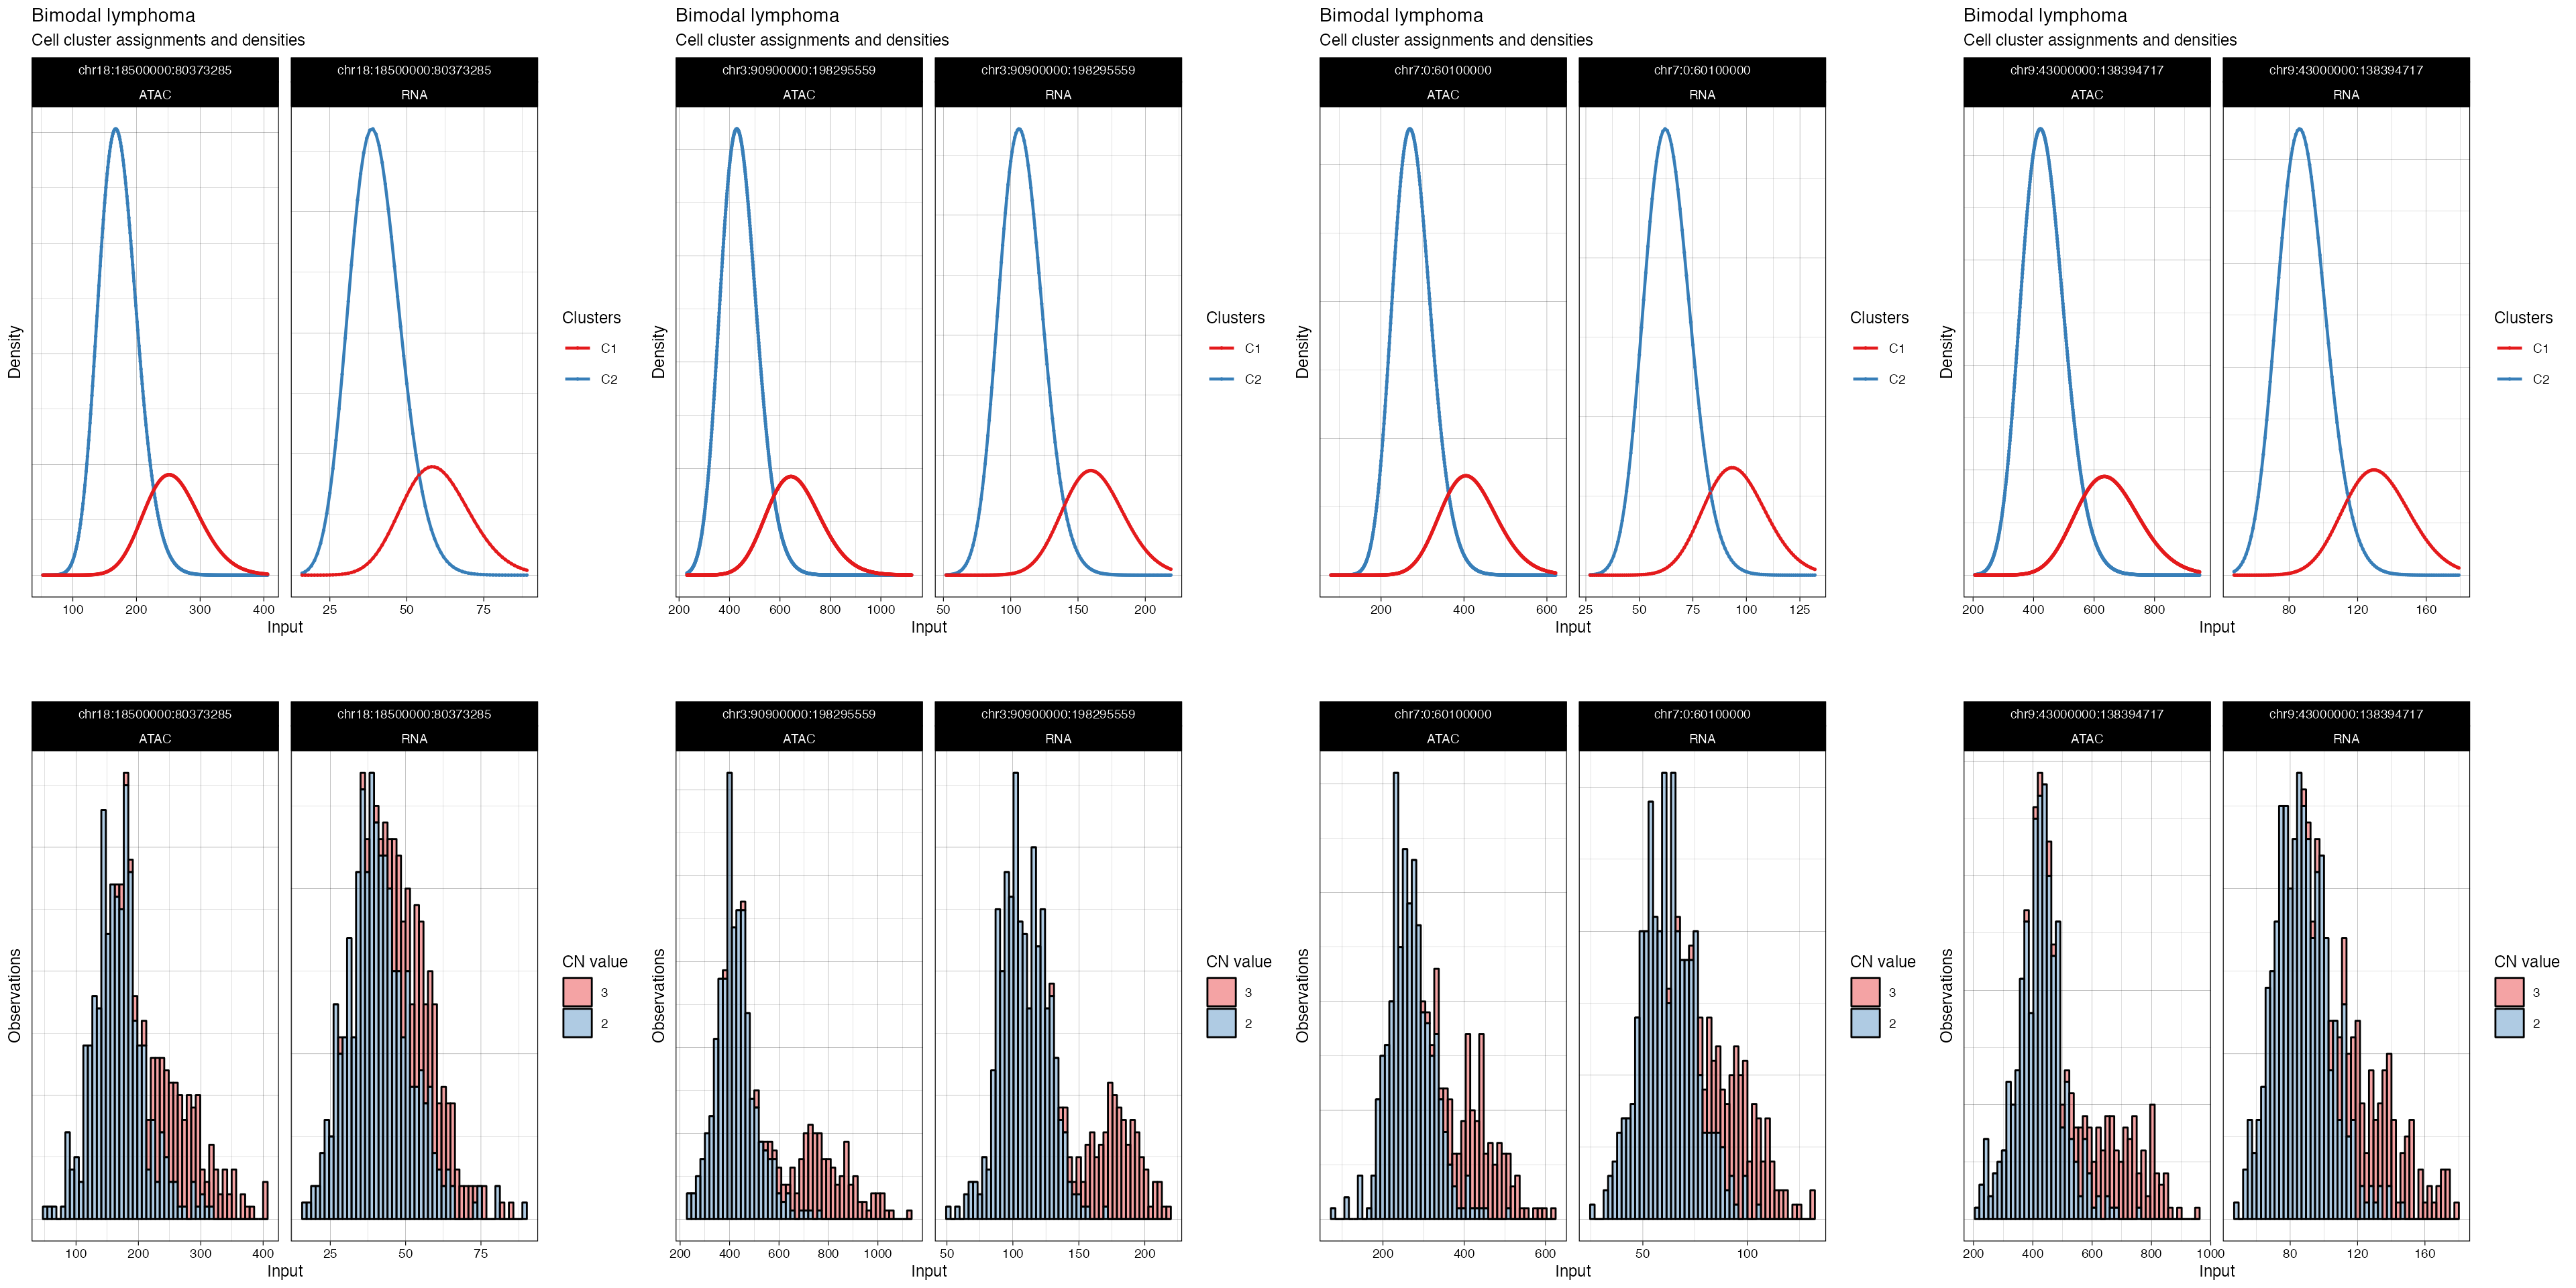 Bimodal lymphoma
Cell cluster assignments and densities
chr18:18500000:80373285
ATAC
chr18:18500000:80373285
RNA
Density
100 200 300 400
25 50 75
Input
Clusters
C1
C2
Bimodal lymphoma
Cell cluster assignments and densities
chr3:90900000:198295559
ATAC
chr3:90900000:198295559
RNA
Density
200 400 600 800 1000
50 100 150 200
Input
Clusters
C1
C2
Bimodal lymphoma
Cell cluster assignments and densities
chr7:0:60100000
ATAC
chr7:0:60100000
RNA
Density
200 400 600
25 50 75 100 125
Input
Clusters
C1
C2
Bimodal lymphoma
Cell cluster assignments and densities
chr9:43000000:138394717
ATAC
chr9:43000000:138394717
RNA
Density
200 400 600 800
80 120 160
Input
Clusters
C1
C2
chr18:18500000:80373285
ATAC
chr18:18500000:80373285
RNA
Observations
100 200 300 400
25 50 75
Input
CN value
3
2
chr3:90900000:198295559
ATAC
chr3:90900000:198295559
RNA
Observations
200 400 600 800 1000
50 100 150 200
Input
CN value
3
2
chr7:0:60100000
ATAC
chr7:0:60100000
RNA
Observations
200 400 600
50 100
Input
CN value
3
2
chr9:43000000:138394717
ATAC
chr9:43000000:138394717
RNA
Observations
200 400 600 800 1000
80 120 160
Input
CN value
3
2